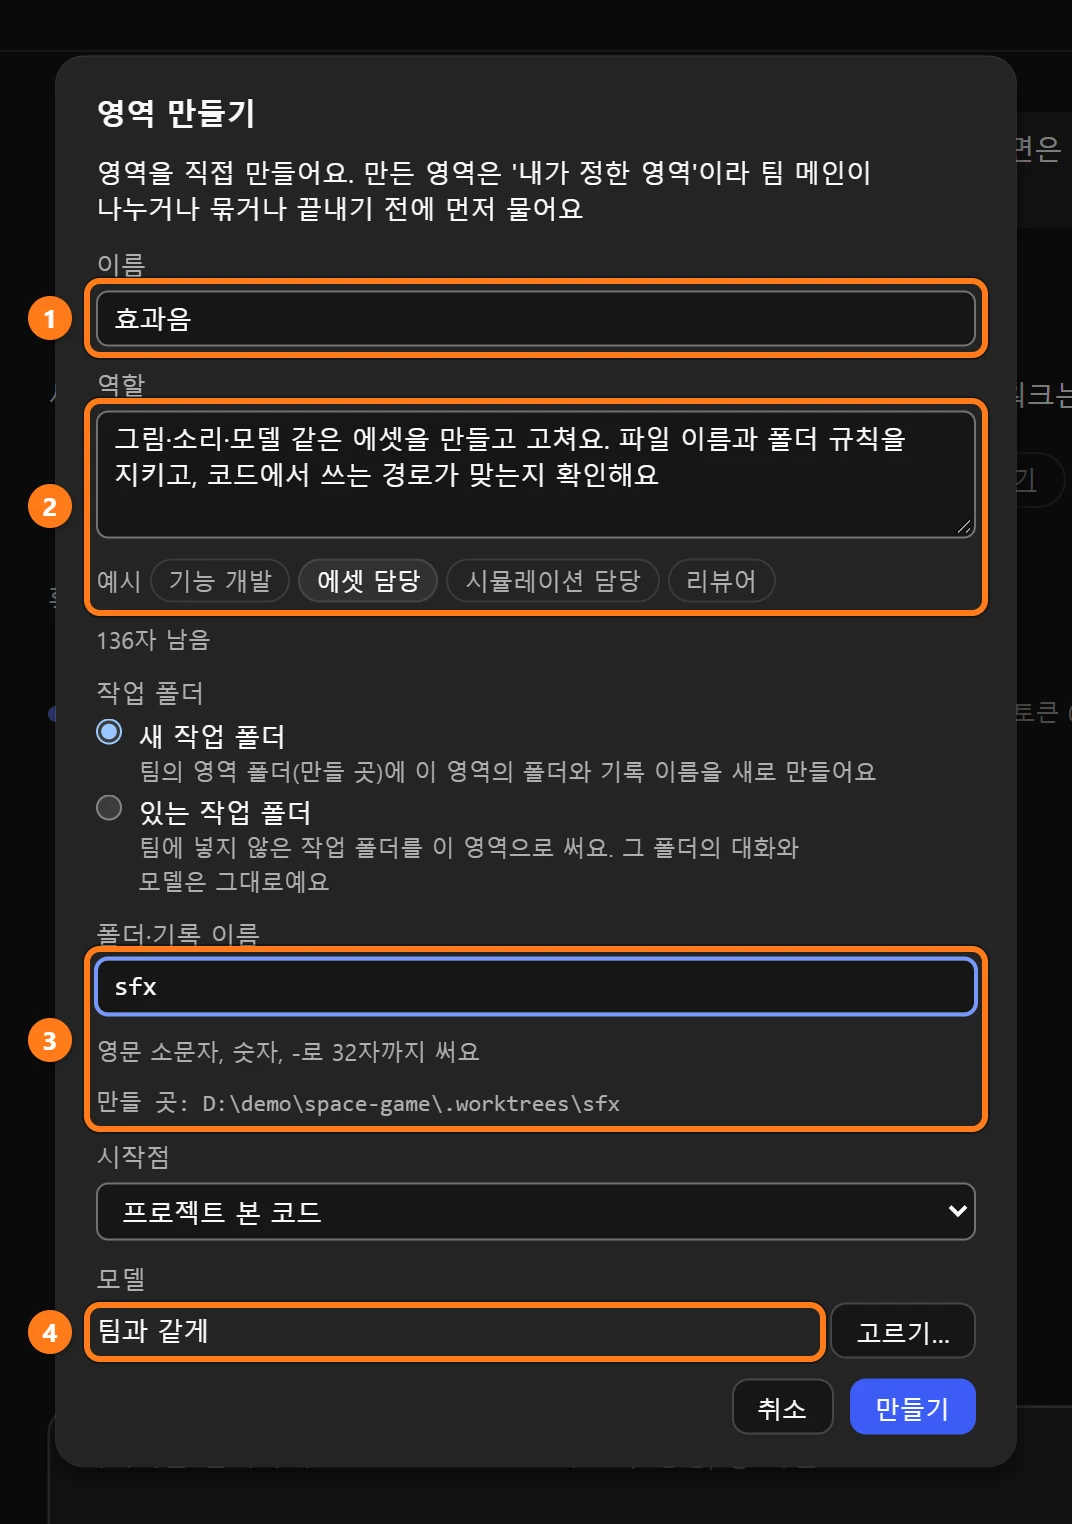 영역 만들기
영역을 직접 만들어요. 만든 영역은 '내가 정한 영역'이라 팀 메인이
나누거나 묶거나 끝내기 전에 먼저 물어요
면은
이름
1
효과음
역할
워크는
그림·소리·모델 같은 에셋을 만들고 고쳐요. 파일 이름과 폴더 규칙을
지키고, 코드에서 쓰는 경로가 맞는지 확인해요
기
2
예시 기능 개발 에셋 담당 시뮬레이션 담당 리뷰어
136자 남음
작업 폴더
토큰
새 작업 폴더
팀의 영역 폴더(만들 곳)에 이 영역의 폴더와 기록 이름을 새로 만들어요
있는 작업 폴더
팀에 넣지 않은 작업 폴더를 이 영역으로 써요. 그 폴더의 대화와
모델은 그대로예요
폴더·기록 이름
sfx
3
영문 소문자, 숫자, -로 32자까지 써요
만들 곳: D:\demo\space-game\.worktrees\sfx
시작점
프로젝트 본 코드
모델
4
팀과 같게
고르기...
취소
만들기